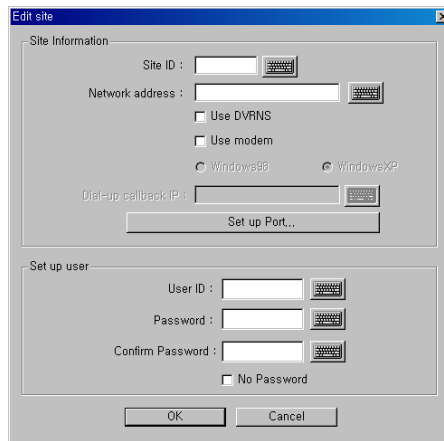 Edit site
Site Information
Site ID :
Network address :
Use DVRNS
Use modem
Windows98 WindowsXP
Dial-up callback IP :
Set up Port...
Set up user
User ID :
Password :
Confirm Password :
No Password
OK Cancel